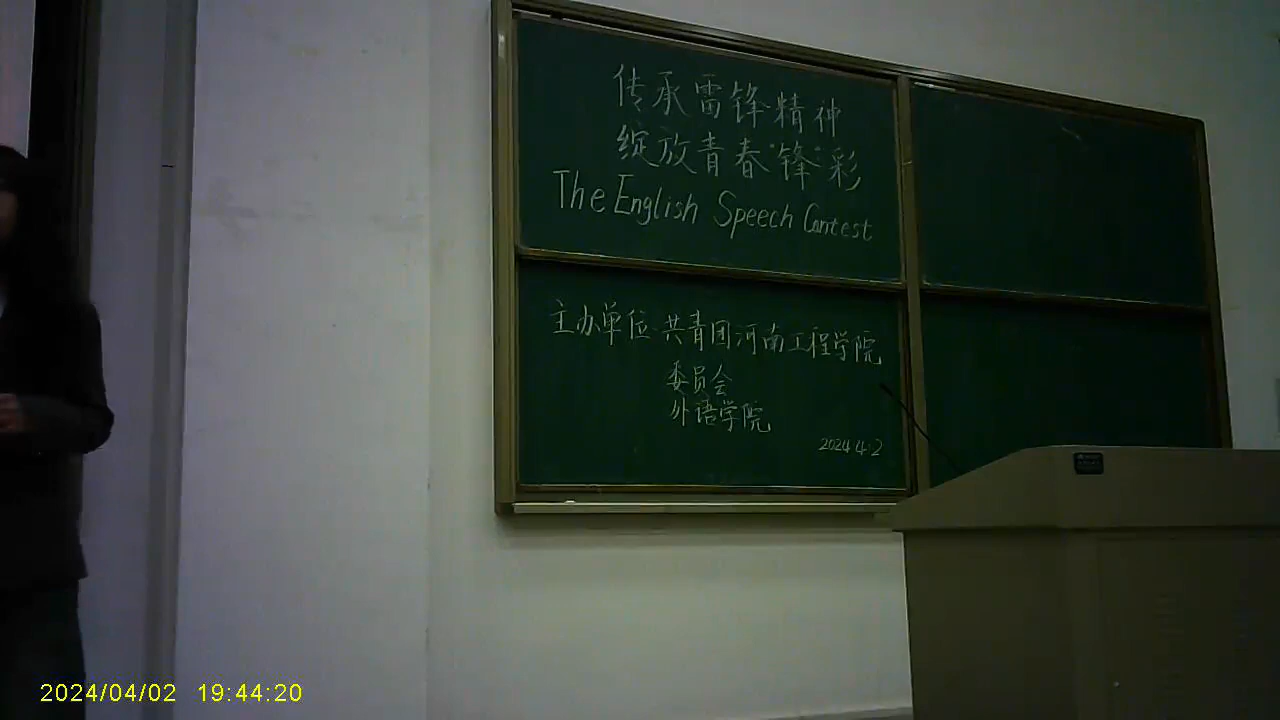 传承雷锋精神
绽放青春“锋”彩
The English Speech Contest
主办单位:共青团河南工程学院
委员会
外语学院
2024.4.2
2024/04/02 19:44:20